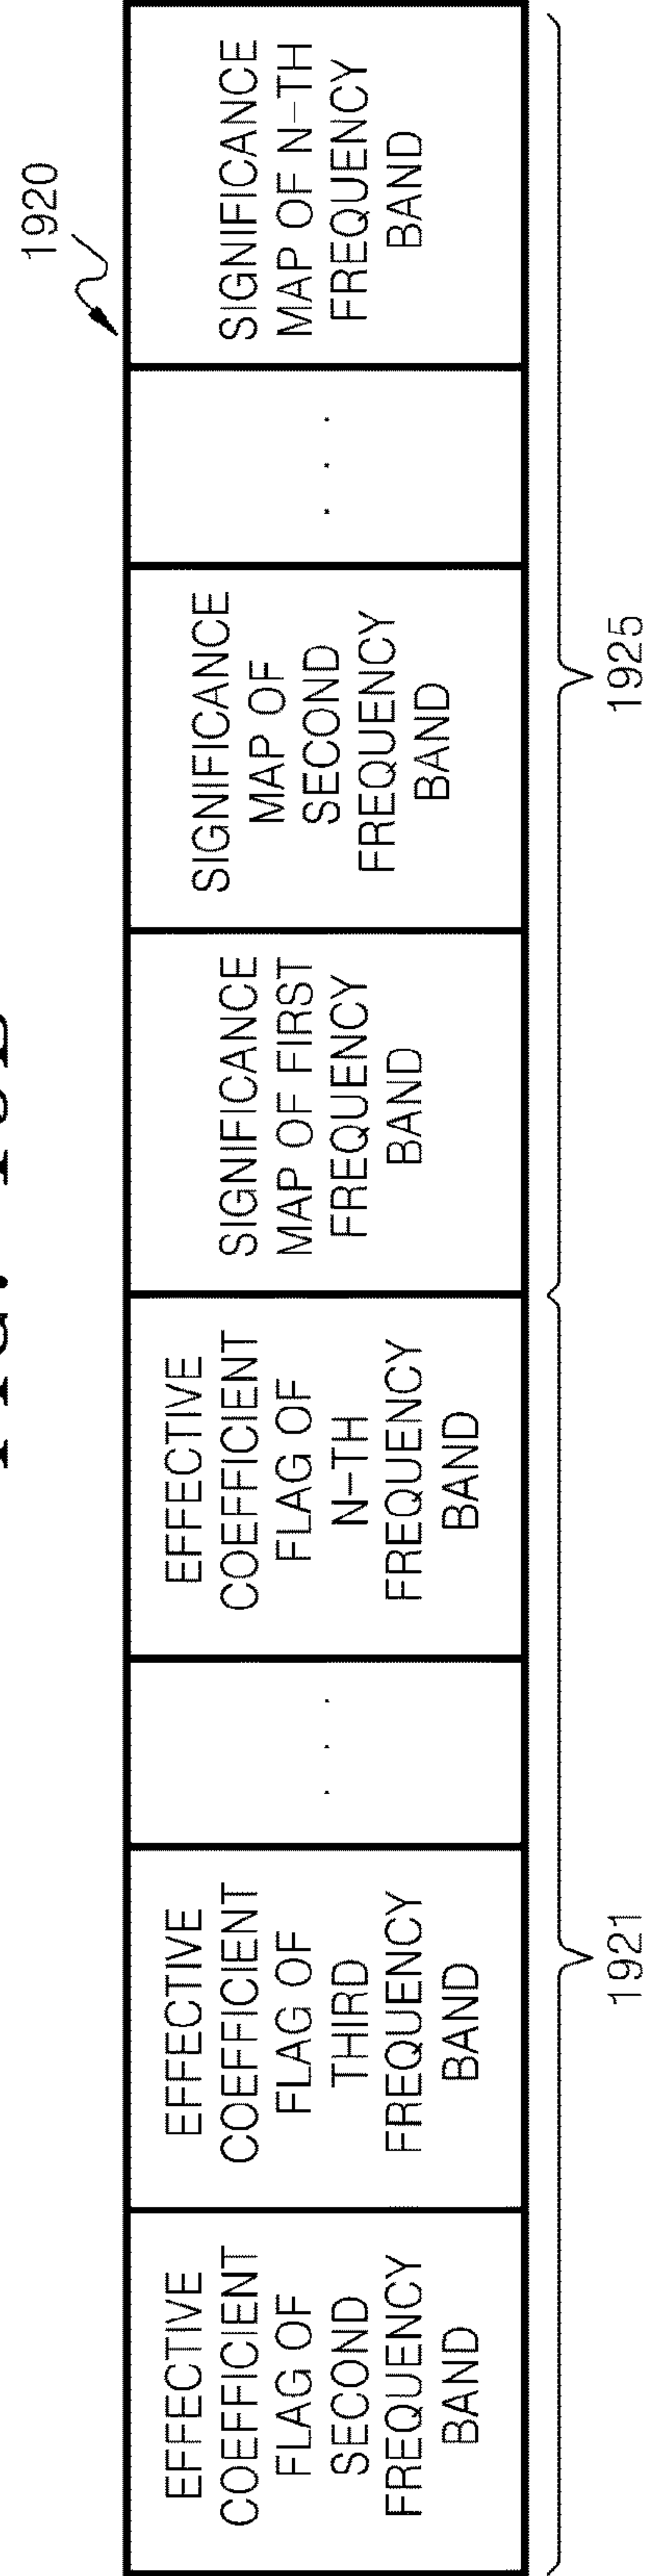 1920
EFFECTIVE
COEFFICIENT
FLAG OF
SECOND
FREQUENCY
BAND
EFFECTIVE
COEFFICIENT
FLAG OF
THIRD
FREQUENCY
BAND
. . .
EFFECTIVE
COEFFICIENT
FLAG OF
N-TH
FREQUENCY
BAND
SIGNIFICANCE
MAP OF FIRST
FREQUENCY
BAND
SIGNIFICANCE
MAP OF
SECOND
FREQUENCY
BAND
. . .
SIGNIFICANCE
MAP OF N-TH
FREQUENCY
BAND
1921
1925